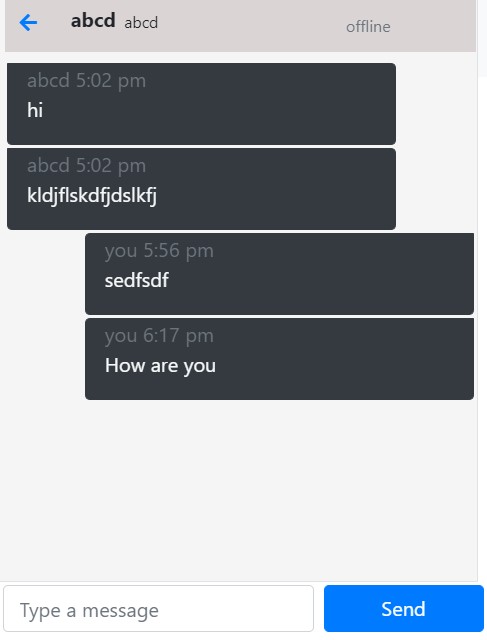 abcd abcd offline
abcd 5:02 pm
hi
abcd 5:02 pm
kldjflskdfjdslkfj
you 5:56 pm
sedfsdf
you 6:17 pm
How are you
Type a message Send